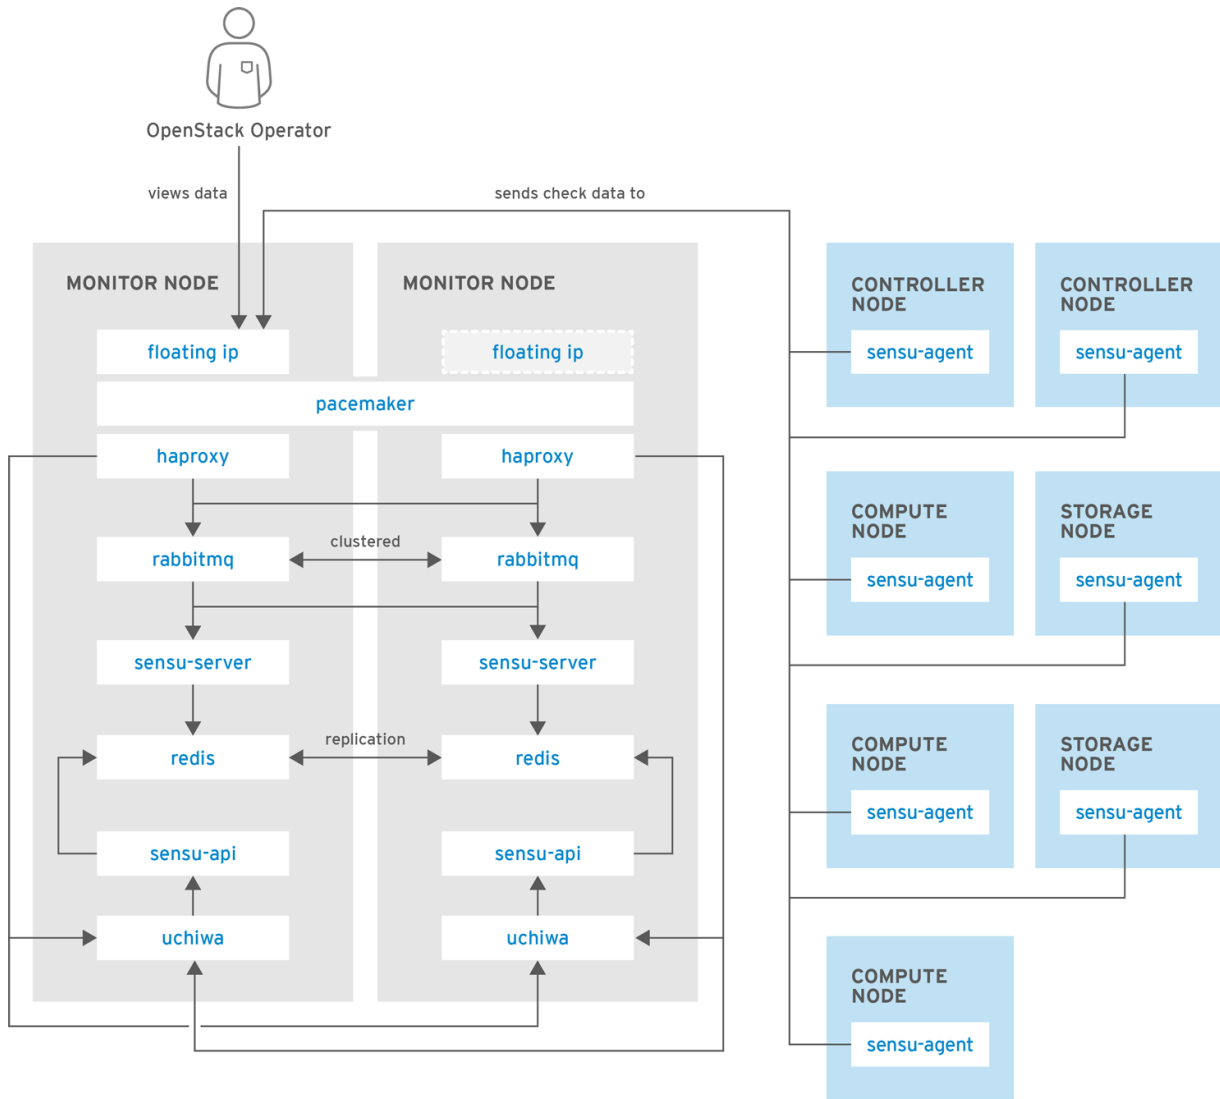 OpenStack Operator
views data
sends check data to
MONITOR NODE
floating ip
MONITOR NODE
floating ip
pacemaker
haproxy
haproxy
rabbitmq
clustered
rabbitmq
sensu-server
sensu-server
redis
replication
redis
sensu-api
sensu-api
uchiwa
uchiwa
CONTROLLER
NODE
sensu-agent
CONTROLLER
NODE
sensu-agent
COMPUTE
NODE
sensu-agent
STORAGE
NODE
sensu-agent
COMPUTE
NODE
sensu-agent
STORAGE
NODE
sensu-agent
COMPUTE
NODE
sensu-agent